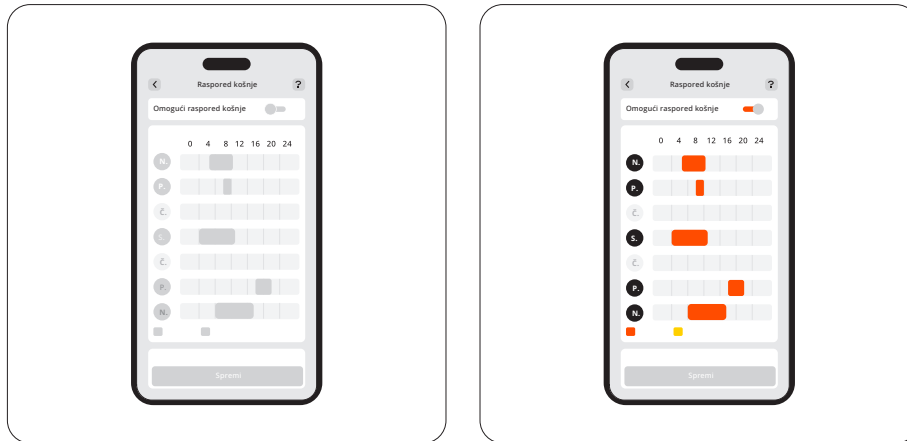 Raspored košnje ?
Omogući raspored košnje
0 4 8 12 16 20 24
N.
P.
Č.
S.
Č.
P.
N.
Spremi
Raspored košnje ?
Omogući raspored košnje
0 4 8 12 16 20 24
N.
P.
Č.
S.
Č.
P.
N.
Spremi